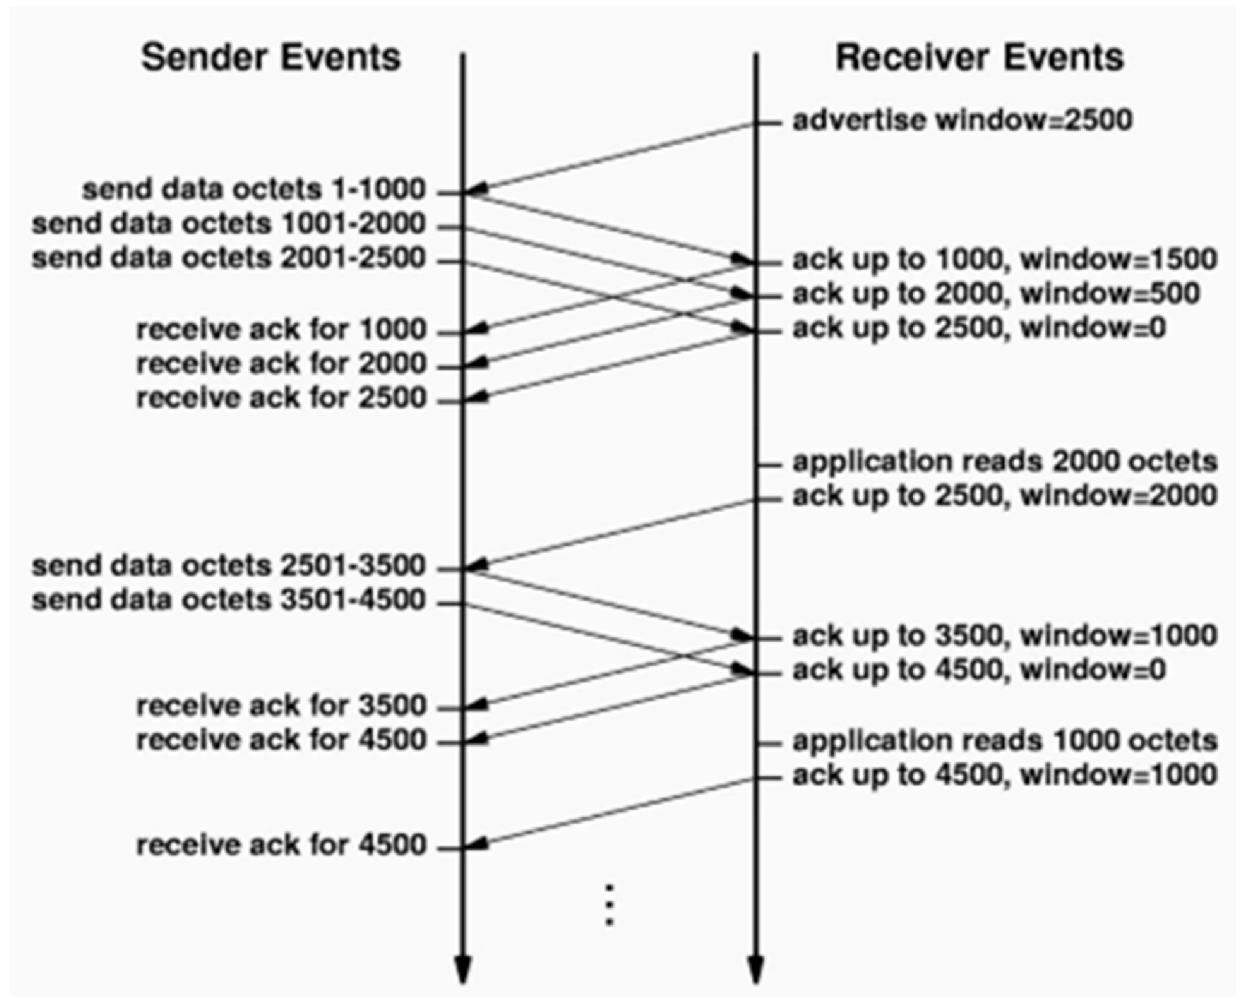 Sender Events
Receiver Events
advertise window=2500
send data octets 1-1000
send data octets 1001-2000
send data octets 2001-2500
ack up to 1000, window=1500
ack up to 2000, window=500
ack up to 2500, window=0
receive ack for 1000
receive ack for 2000
receive ack for 2500
application reads 2000 octets
ack up to 2500, window=2000
send data octets 2501-3500
send data octets 3501-4500
ack up to 3500, window=1000
ack up to 4500, window=0
receive ack for 3500
receive ack for 4500
application reads 1000 octets
ack up to 4500, window=1000
receive ack for 4500